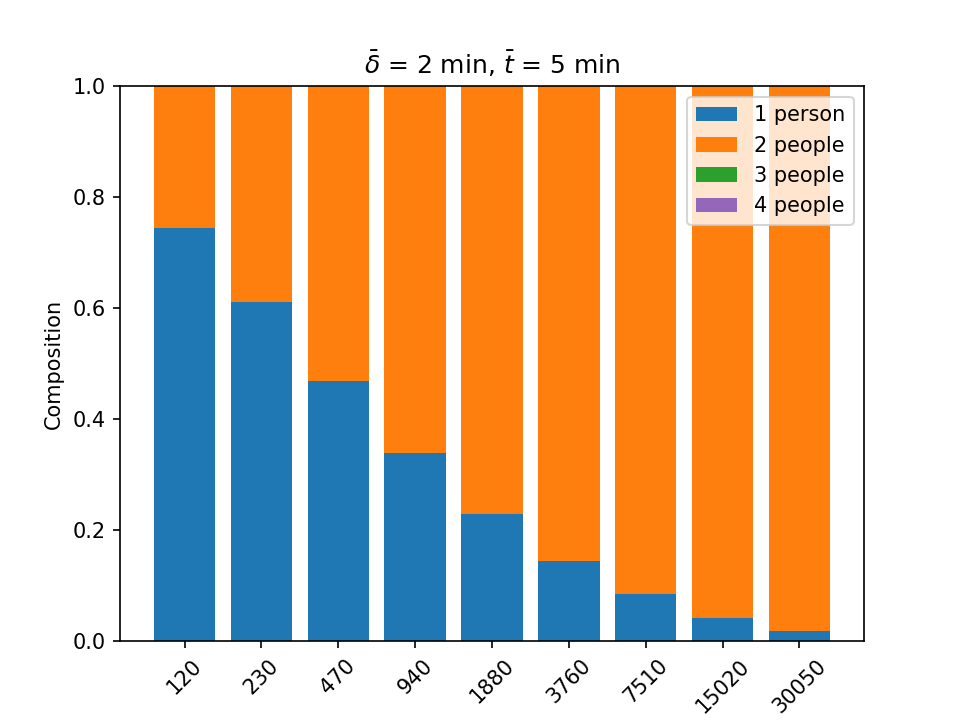 δ̄ = 2 min, t̄ = 5 min
1.0
0.8
0.6
0.4
0.2
0.0
Composition
1 person
2 people
3 people
4 people
120
230
470
940
1880
3760
7510
15020
30050